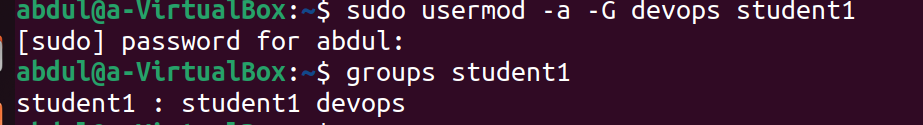 abdul@a-VirtualBox:~$ sudo usermod -a -G devops student1
[sudo] password for abdul:
abdul@a-VirtualBox:~$ groups student1
student1 : student1 devops